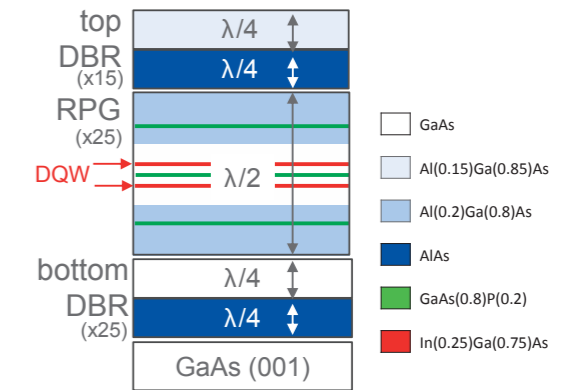 top
DBR
(x15)
λ/4
λ/4
RPG
(x25)
DQW
λ/2
bottom
DBR
(x25)
λ/4
λ/4
GaAs (001)
GaAs
Al(0.15)Ga(0.85)As
Al(0.2)Ga(0.8)As
AlAs
GaAs(0.8)P(0.2)
In(0.25)Ga(0.75)As